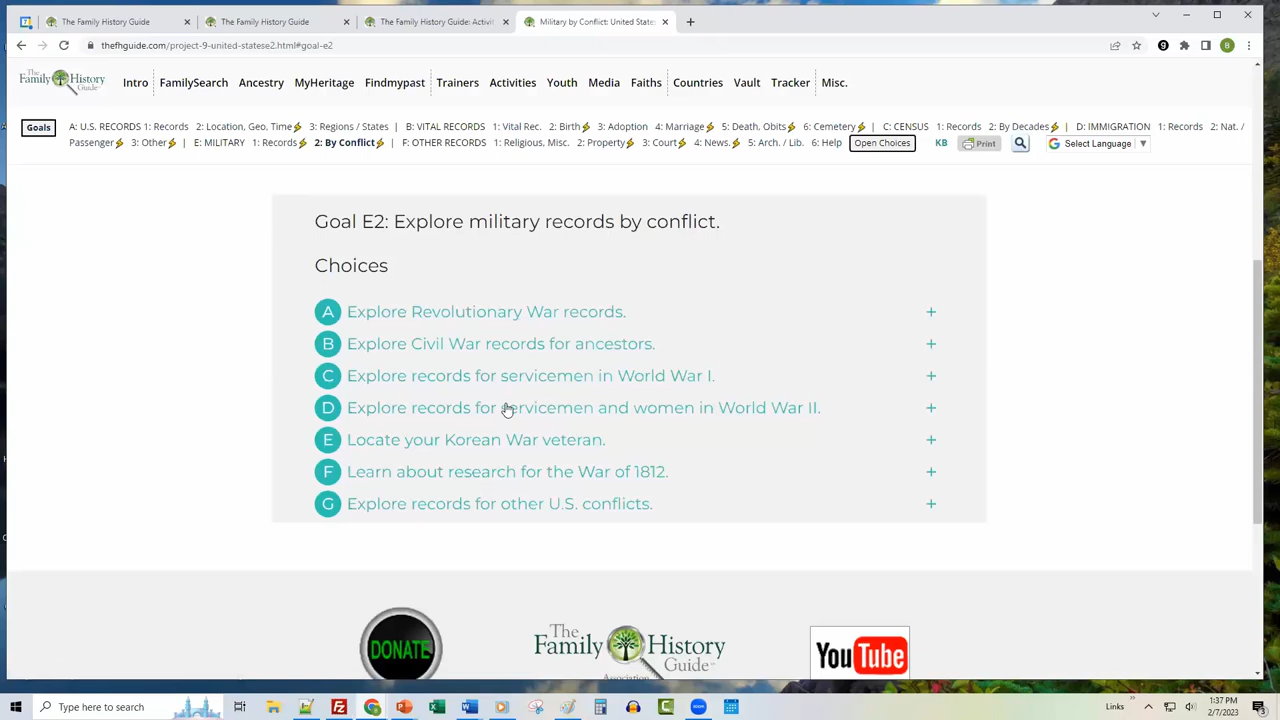 The Family History Guide
The Family History Guide
The Family History Guide: Activit
Military by Conflict: United State
thefhguide.com/project-9-united-statese2.html#goal-e2
g
B
The
Family History
Guide
Intro
FamilySearch
Ancestry
MyHeritage
Findmypast
Trainers
Activities
Youth
Media
Faiths
Countries
Vault
Tracker
Misc.
Goals
A: U.S. RECORDS 1: Records 2: Location, Geo, Time 3: Regions / States | B: VITAL RECORDS 1: Vital Rec. 2: Birth 3: Adoption 4: Marriage 5: Death, Obits 6: Cemetery | C: CENSUS 1: Records 2: By Decades | D: IMMIGRATION 1: Records 2: Nat. /
Passenger 3: Other | E: MILITARY 1: Records 2: By Conflict | F: OTHER RECORDS 1: Religious, Misc. 2: Property 3: Court 4: News. 5: Arch. / Lib. 6: Help Open Choices KB Print G Select Language ▼
Goal E2: Explore military records by conflict.
Choices
A Explore Revolutionary War records. +
B Explore Civil War records for ancestors. +
C Explore records for servicemen in World War I. +
D Explore records for servicemen and women in World War II. +
E Locate your Korean War veteran. +
F Learn about research for the War of 1812. +
G Explore records for other U.S. conflicts. +
DONATE
The
Family History
Guide
Association
YouTube
Type here to search
Links
1:37 PM
2/7/2023